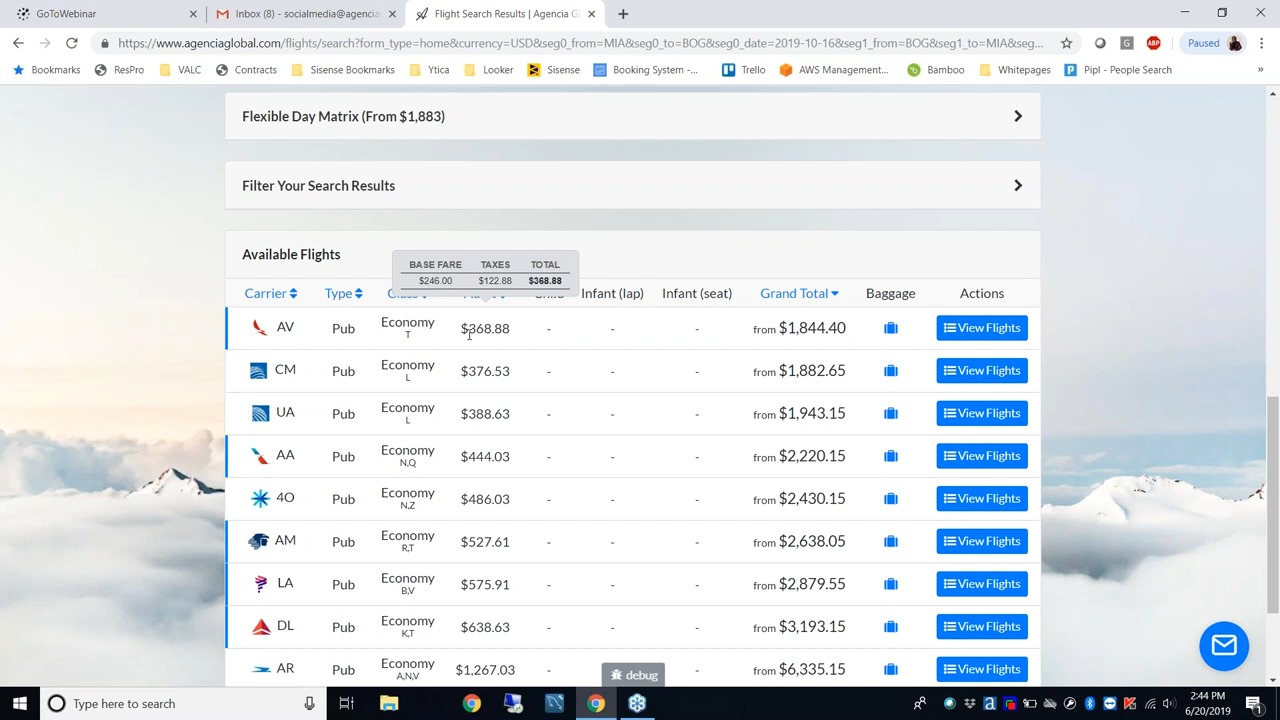 GoToWebinar
Inbox (8) - socialmedia@agencia
Flight Search Results | Agencia Gl
https://www.agenciaglobal.com/flights/search?form_type=home&currency=USD&seg0_from=MIA&seg0_to=BOG&seg0_date=2019-10-16&seg1_from=BOG&seg1_to=MIA&seg...
G
ABP
Paused
Bookmarks
ResPro
VALC
Contracts
Sisense Bookmarks
Ytica
Looker
Sisense
Booking System -...
Trello
AWS Management...
Bamboo
Whitepages
Pipl - People Search
»
Flexible Day Matrix (From $1,883)
Filter Your Search Results
Available Flights
BASE FARE TAXES TOTAL
$246.00 $122.88 $368.88
Carrier Type Infant (lap) Infant (seat) Grand Total Baggage Actions
AV Pub Economy T $368.88 - - - from $1,844.40 View Flights
CM Pub Economy L $376.53 - - - from $1,882.65 View Flights
UA Pub Economy L $388.63 - - - from $1,943.15 View Flights
AA Pub Economy N,Q $444.03 - - - from $2,220.15 View Flights
4O Pub Economy N,Z $486.03 - - - from $2,430.15 View Flights
AM Pub Economy R,T $527.61 - - - from $2,638.05 View Flights
LA Pub Economy B,V $575.91 - - - from $2,879.55 View Flights
DL Pub Economy K,T $638.63 - - - from $3,193.15 View Flights
AR Pub Economy A,N,V $1,267.03 - - from $6,335.15 View Flights
debug
Type here to search
2:44 PM
6/20/2019